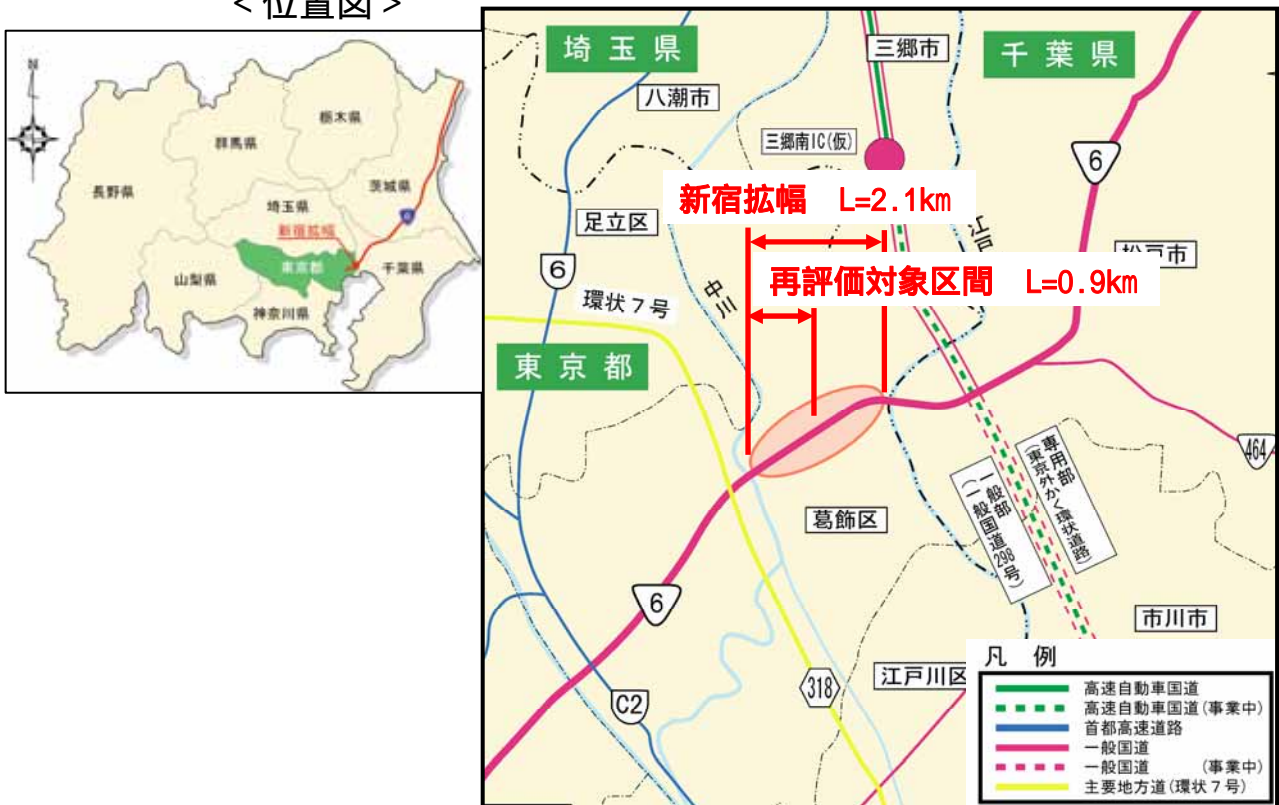 ＜位置図＞
N
栃木県
群馬県
長野県
茨城県
埼玉県
新宿拡幅
6
東京都
千葉県
山梨県
神奈川県
埼玉県
三郷市
千葉県
八潮市
三郷南IC(仮)
6
新宿拡幅 L=2.1km
足立区
江戸
松戸市
6
中川
再評価対象区間 L=0.9km
環状７号
東京都
464
専用部
(東京外かく環状道路)
一般部
(一般国道298号)
葛飾区
6
市川市
318
江戸川区
C2
凡 例
高速自動車国道
高速自動車国道(事業中)
首都高速道路
一般国道
一般国道 (事業中)
主要地方道(環状７号)